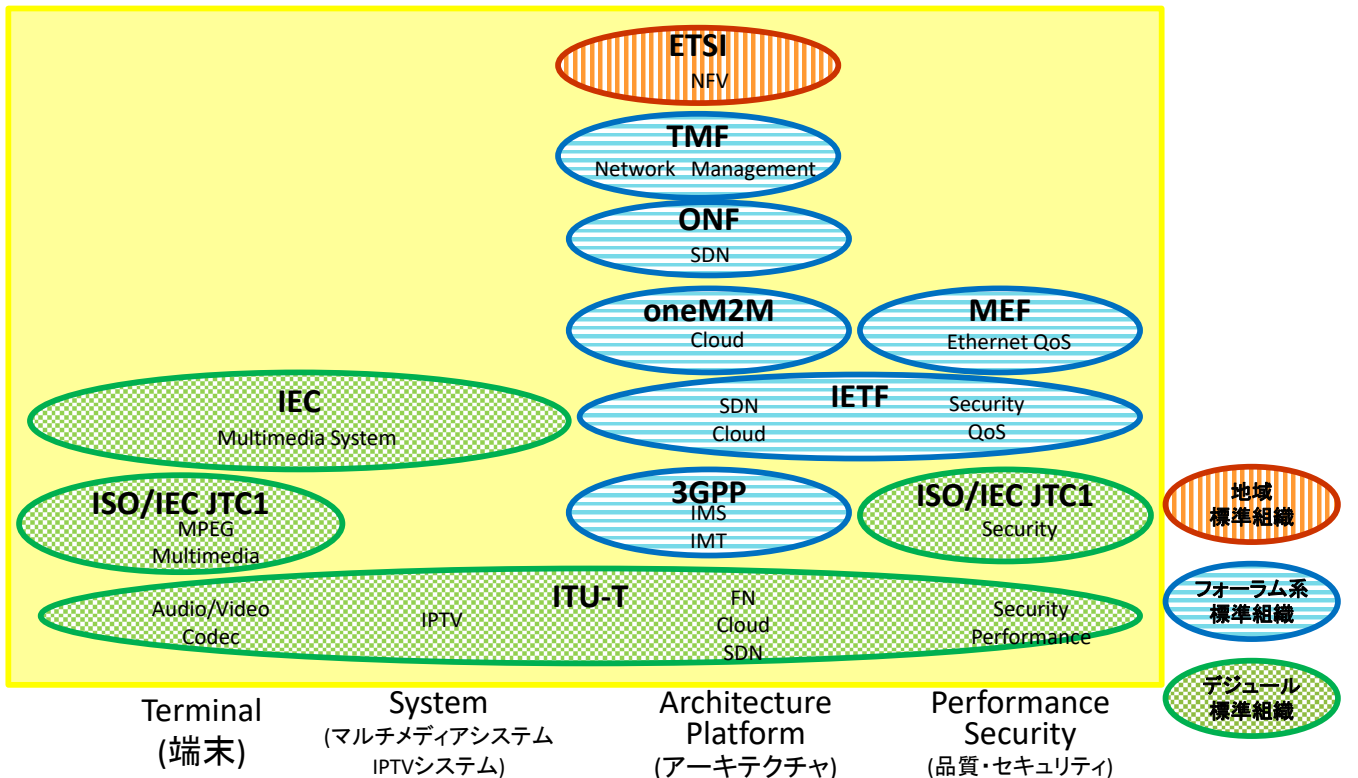 ETSI
NFV
TMF
Network Management
ONF
SDN
oneM2M
Cloud
MEF
Ethernet QoS
IEC
Multimedia System
IETF
SDN
Cloud
Security
QoS
ISO/IEC JTC1
MPEG
Multimedia
3GPP
IMS
IMT
ISO/IEC JTC1
Security
ITU-T
Audio/Video
Codec
IPTV
FN
Cloud
SDN
Security
Performance
地域
標準組織
フォーラム系
標準組織
デジュール
標準組織
Terminal
(端末)
System
(マルチメディアシステム
IPTVシステム)
Architecture
Platform
(アーキテクチャ)
Performance
Security
(品質・セキュリティ)